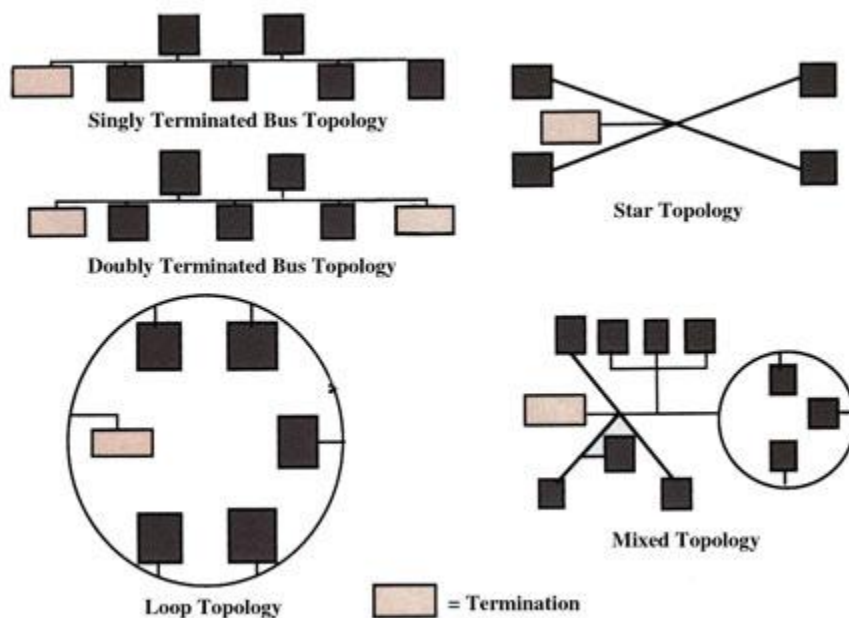 Singly Terminated Bus Topology
Doubly Terminated Bus Topology
Star Topology
Loop Topology
Mixed Topology
= Termination